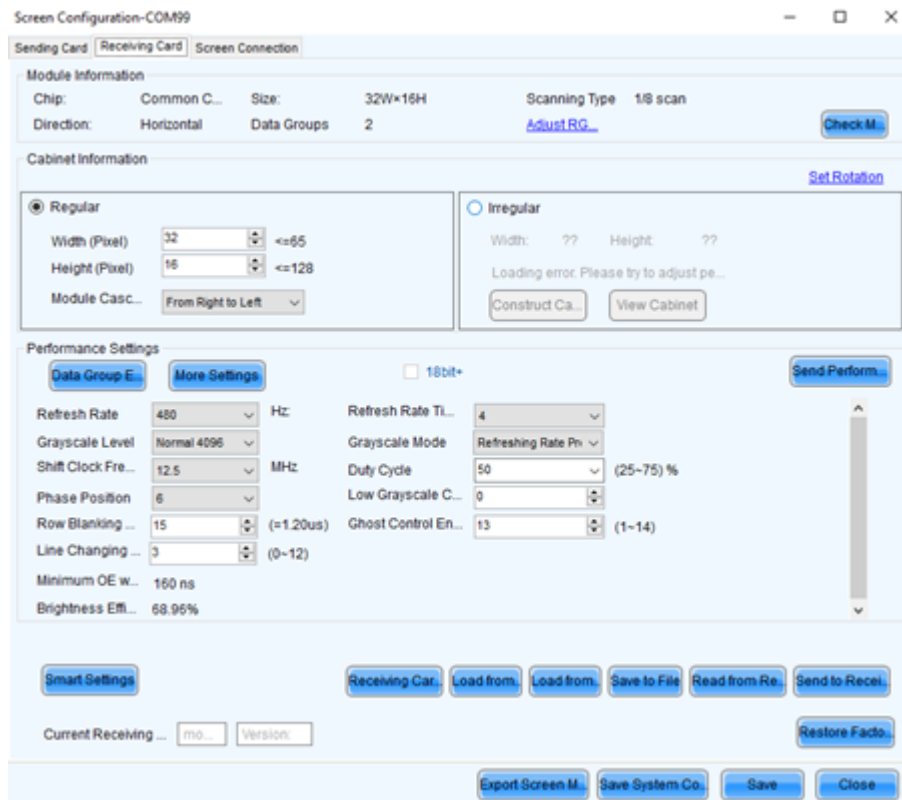 Screen Configuration-COM99
Sending Card Receiving Card Screen Connection
Module Information
Chip: Common C... Size: 32W×16H Scanning Type 1/8 scan
Direction: Horizontal Data Groups 2 Adjust RG... Check M...
Cabinet Information
Set Rotation
Regular Irregular
Width (Pixel) 32 <=65 Width: ?? Height: ??
Height (Pixel) 16 <=128 Loading error. Please try to adjust pe...
Module Casc... From Right to Left Construct Ca... View Cabinet
Performance Settings
Data Group E... More Settings 18bit+ Send Perform...
Refresh Rate 480 Hz Refresh Rate Ti... 4
Grayscale Level Normal 4096 Grayscale Mode Refreshing Rate Pri
Shift Clock Fre... 12.5 MHz Duty Cycle 50 (25~75) %
Phase Position 6 Low Grayscale C... 0
Row Blanking ... 15 (=1.20us) Ghost Control En... 13 (1~14)
Line Changing ... 3 (0~12)
Minimum OE w... 160 ns
Brightness Effi... 68.96%
Smart Settings Receiving Car... Load from... Load from... Save to File Read from Re... Send to Recei...
Current Receiving ... mo... Version: Restore Facto...
Export Screen M... Save System Co... Save Close